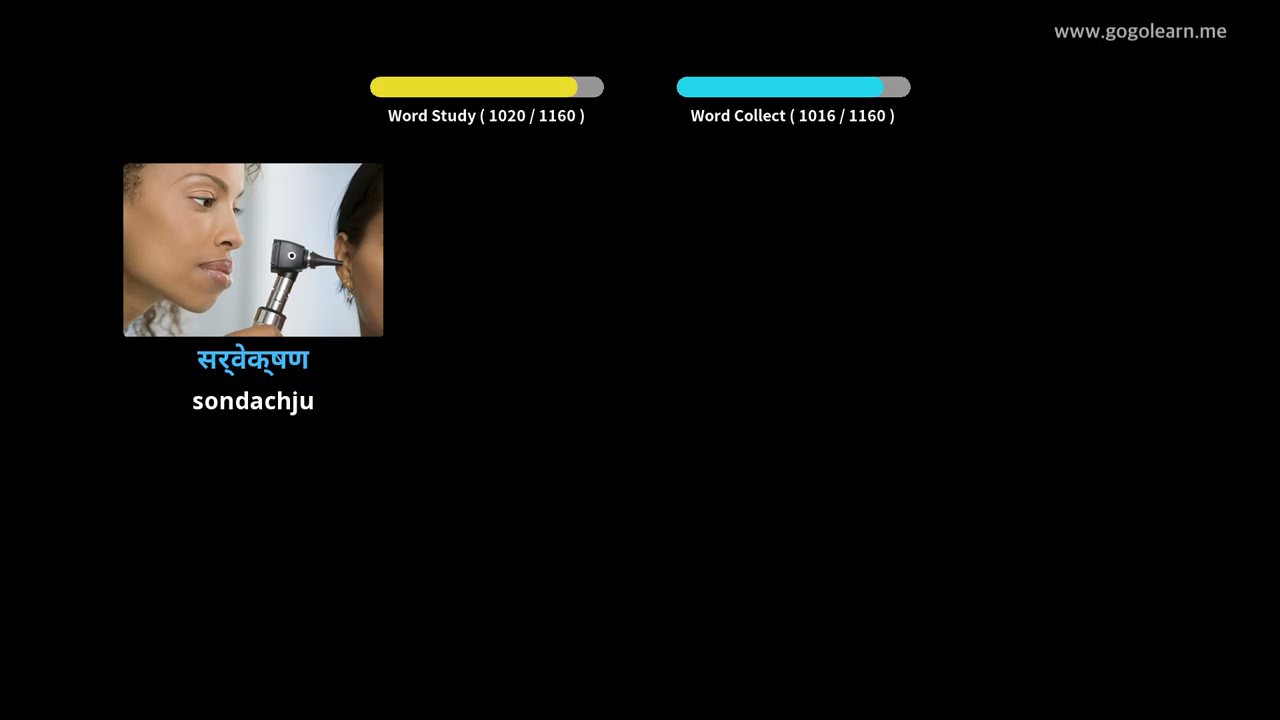 www.gogolearn.me
Word Study ( 1020 / 1160 )
Word Collect ( 1016 / 1160 )
सर्वेक्षण
sondachju